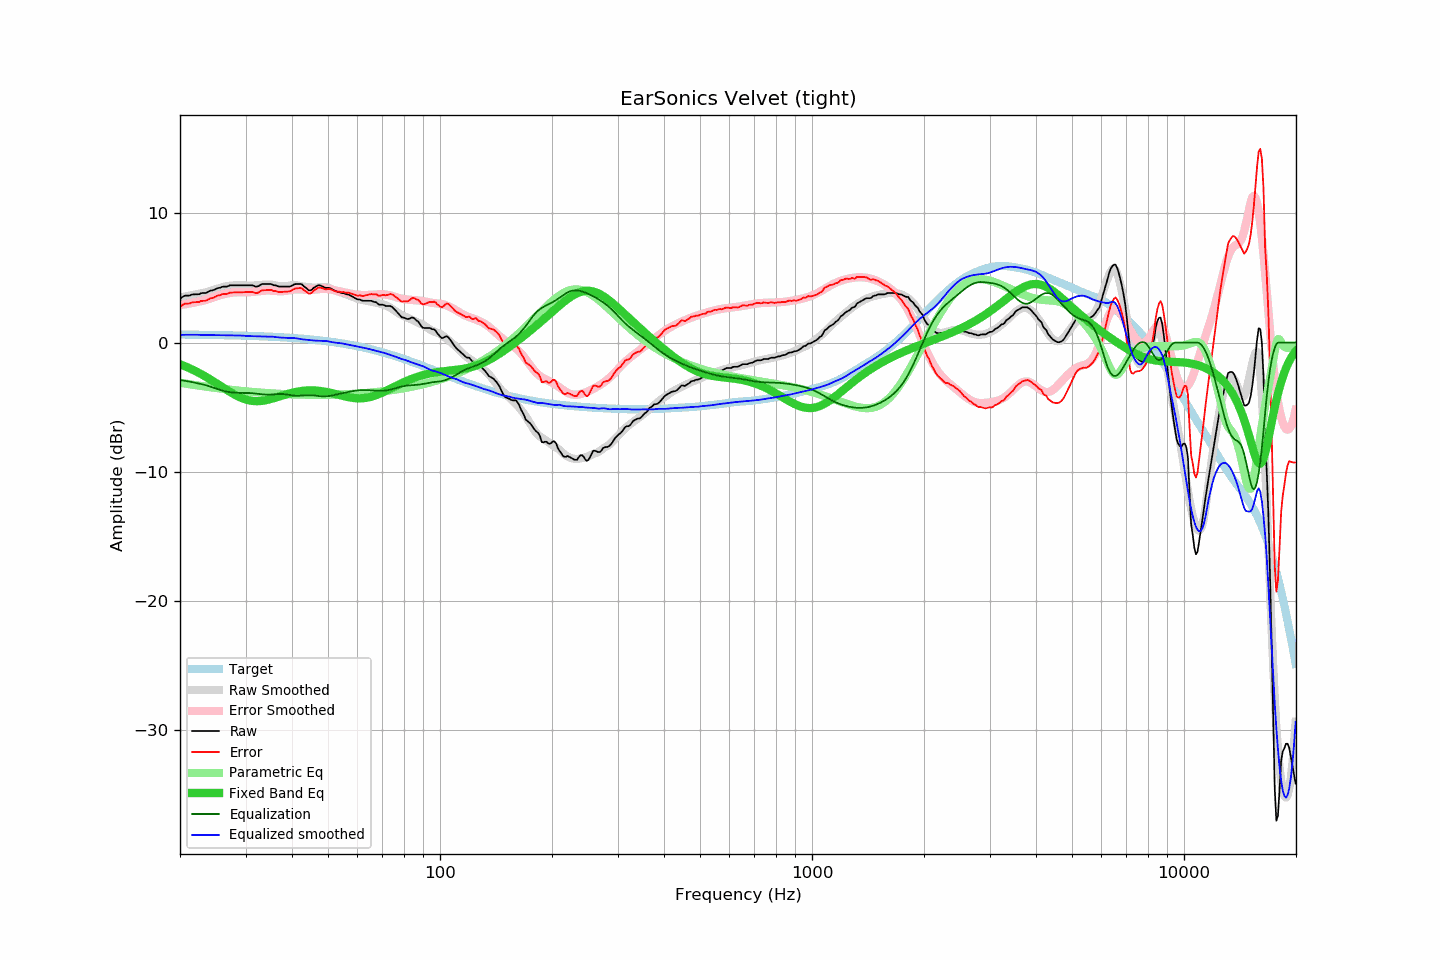 EarSonics Velvet (tight)
Amplitude (dBr)
10
0
−10
−20
−30
Target
Raw Smoothed
Error Smoothed
Raw
Error
Parametric Eq
Fixed Band Eq
Equalization
Equalized smoothed
100
1000
10000
Frequency (Hz)